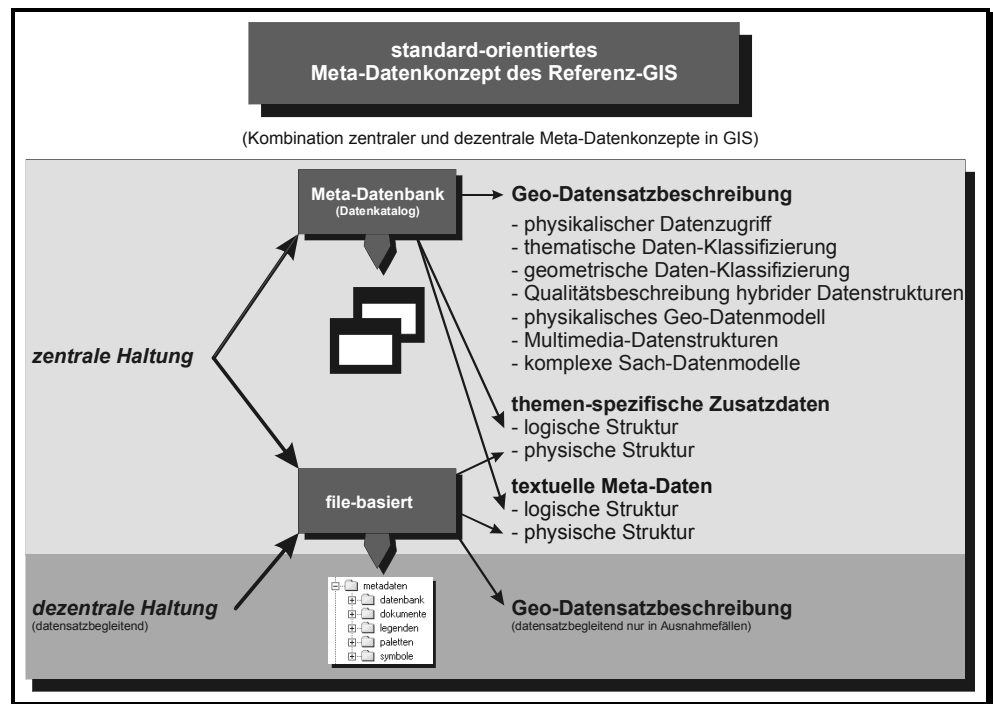 standard-orientiertes
Meta-Datenkonzept des Referenz-GIS
(Kombination zentraler und dezentrale Meta-Datenkonzepte in GIS)
Meta-Datenbank
(Datenkatalog)
Geo-Datensatzbeschreibung
- physikalischer Datenzugriff
- thematische Daten-Klassifizierung
- geometrische Daten-Klassifizierung
- Qualitätsbeschreibung hybrider Datenstrukturen
- physikalisches Geo-Datenmodell
- Multimedia-Datenstrukturen
- komplexe Sach-Datenmodelle
zentrale Haltung
themen-spezifische Zusatzdaten
- logische Struktur
- physische Struktur
file-basiert
textuelle Meta-Daten
- logische Struktur
- physische Struktur
dezentrale Haltung
(datensatzbegleitend)
metadaten
datenbank
dokumente
legenden
paletten
symbole
Geo-Datensatzbeschreibung
(datensatzbegleitend nur in Ausnahmefällen)